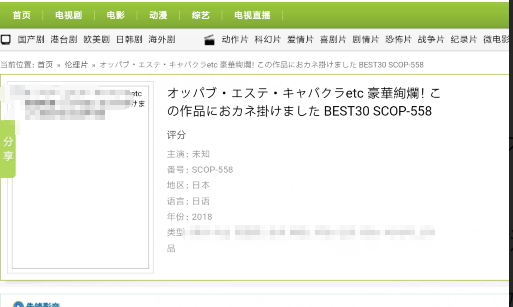 首页 电视剧 电影 动漫 综艺 电视直播
国产剧 港台剧 欧美剧 日韩剧 海外剧 动作片 科幻片 爱情片 喜剧片 剧情片 恐怖片 战争片 纪录片 微电影
当前位置: 首页 » 伦理片 » オッパブ・エステ・キャバクラetc 豪華絢爛！この作品におカネ掛けました BEST30 SCOP-558
オッパブ・エステ・キャバクラetc 豪華絢爛！こ
の作品におカネ掛けました BEST30 SCOP-558
评分
主演: 未知
番号: SCOP-558
地区: 日本
语言: 日语
年份: 2018
类型:
品
分
享